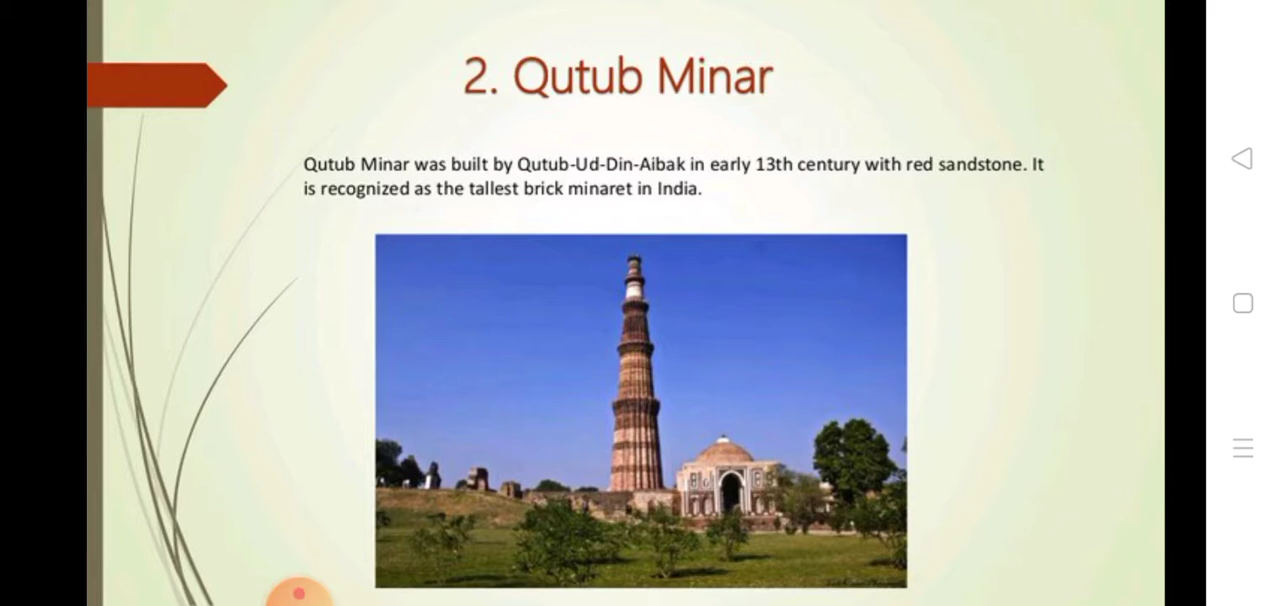 2. Qutub Minar
Qutub Minar was built by Qutub-Ud-Din-Aibak in early 13th century with red sandstone. It
is recognized as the tallest brick minaret in India.